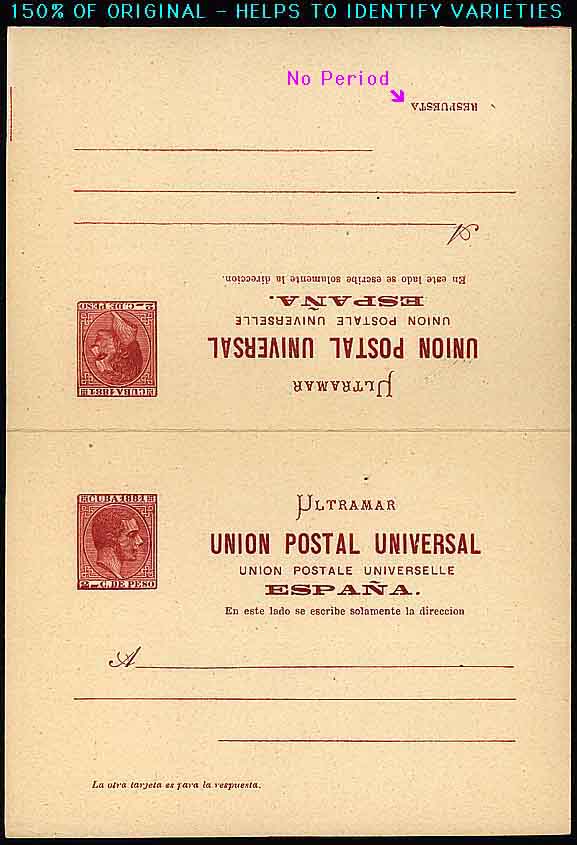 150% OF ORIGINAL – HELPS TO IDENTIFY VARIETIES
No Period
RESPUESTA
A
En este lado se escribe solamente la direccion.
ESPAÑA.
UNION POSTALE UNIVERSELLE
UNION POSTAL UNIVERSAL
ULTRAMAR
CUBA 1881
2 C. DE PESO
CUBA 1881
2 C. DE PESO
ULTRAMAR
UNION POSTAL UNIVERSAL
UNION POSTALE UNIVERSELLE
ESPAÑA.
En este lado se escribe solamente la direccion
A
La otra tarjeta es para la respuesta.